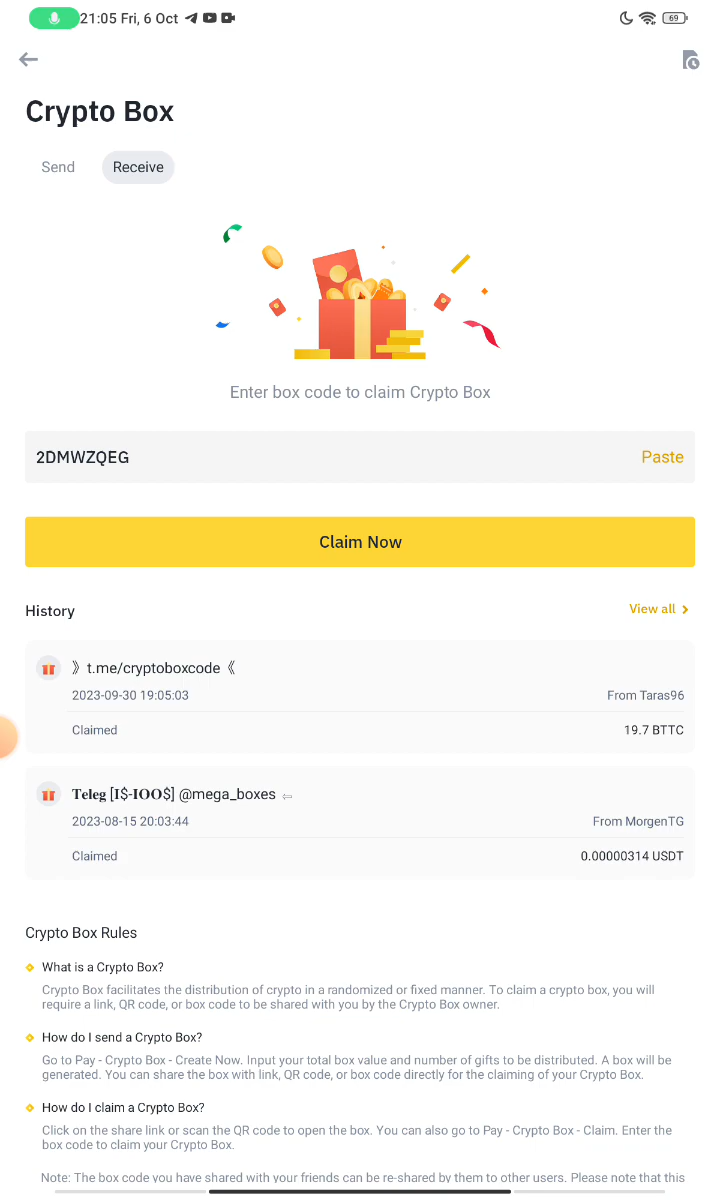 21:05 Fri, 6 Oct
69
Crypto Box
Send
Receive
Enter box code to claim Crypto Box
2DMWZQEG
Paste
Claim Now
History
View all
》t.me/cryptoboxcode《
2023-09-30 19:05:03
From Taras96
Claimed
19.7 BTTC
𝐓𝐞𝐥𝐞𝐠 [𝐈$-𝐈𝐎𝐎$] @mega_boxes ⇦
2023-08-15 20:03:44
From MorgenTG
Claimed
0.00000314 USDT
Crypto Box Rules
What is a Crypto Box?
Crypto Box facilitates the distribution of crypto in a randomized or fixed manner. To claim a crypto box, you will
require a link, QR code, or box code to be shared with you by the Crypto Box owner.
How do I send a Crypto Box?
Go to Pay - Crypto Box - Create Now. Input your total box value and number of gifts to be distributed. A box will be
generated. You can share the box with link, QR code, or box code directly for the claiming of your Crypto Box.
How do I claim a Crypto Box?
Click on the share link or scan the QR code to open the box. You can also go to Pay - Crypto Box - Claim. Enter the
box code to claim your Crypto Box.
Note: The box code you have shared with your friends can be re-shared by them to other users. Please note that this